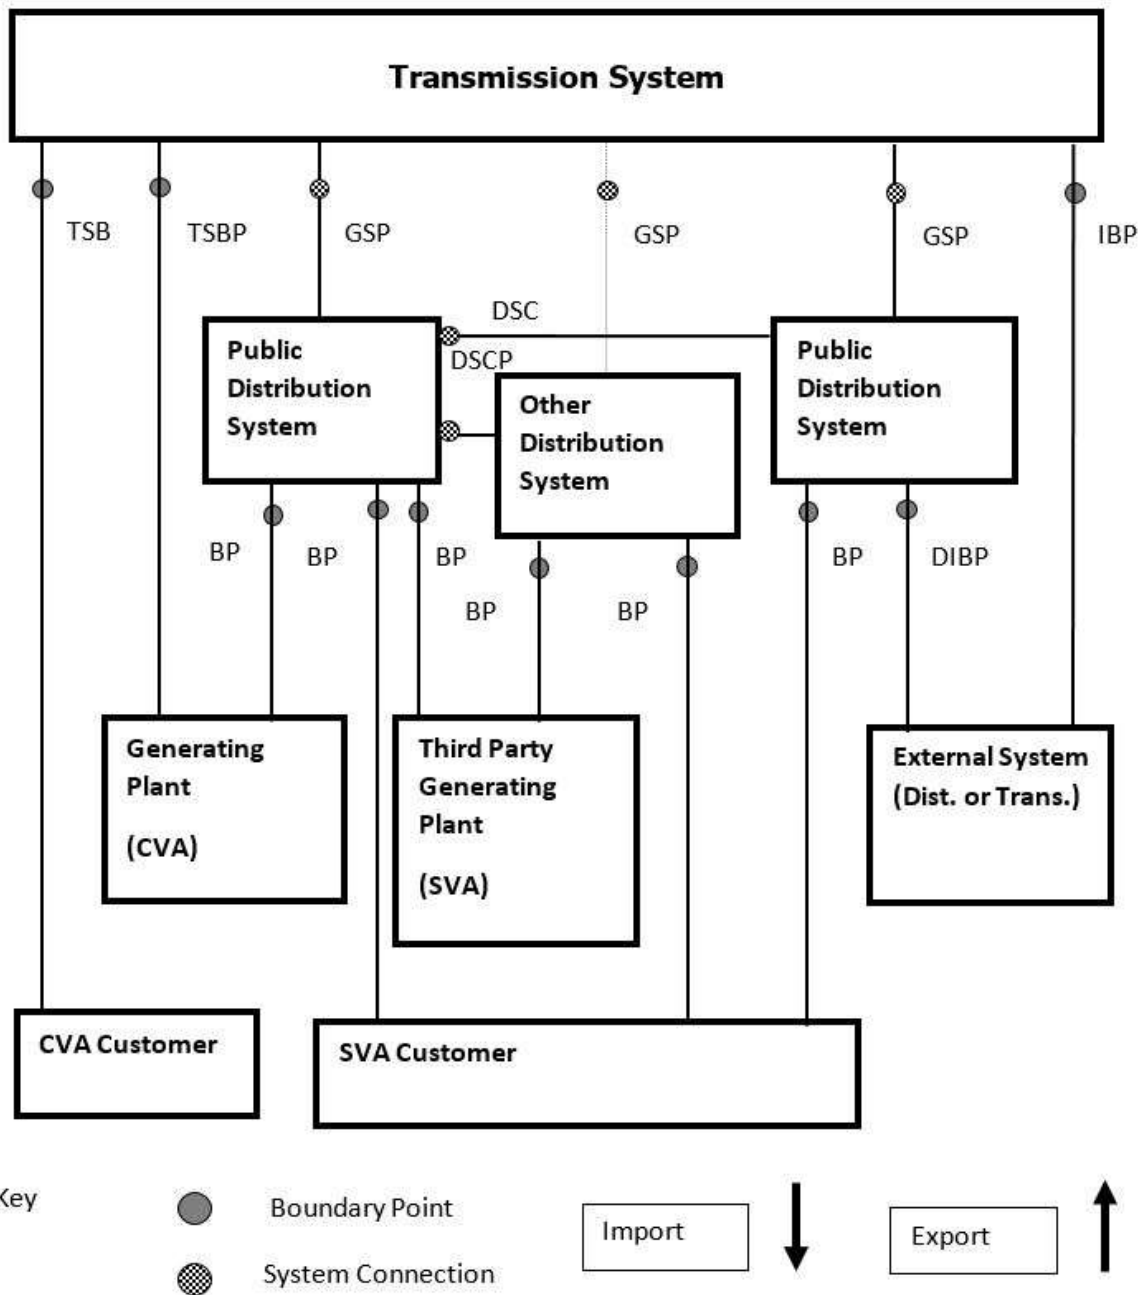 Transmission System
TSB
TSBP
GSP
GSP
GSP
IBP
DSC
DSCP
Public
Distribution
System
Other
Distribution
System
Public
Distribution
System
BP
BP
BP
BP
BP
BP
DIBP
Generating
Plant
(CVA)
Third Party
Generating
Plant
(SVA)
External System
(Dist. or Trans.)
CVA Customer
SVA Customer
Key
Boundary Point
System Connection
Import
Export